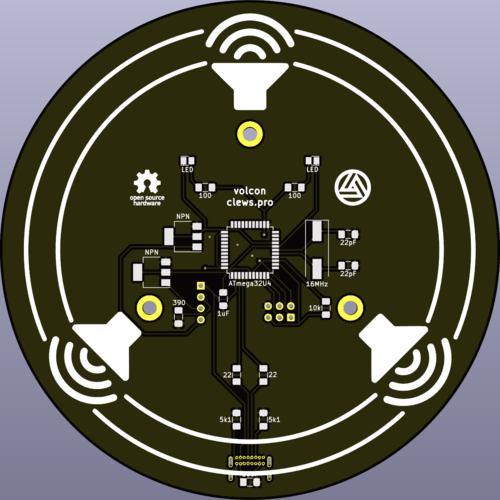 LED
LED
100
volcon
100
clews.pro
open source
hardware
NPN
22pF
NPN
22pF
ATmega32U4
16MHz
390
1uF
10k
22
22
5k1
5k1